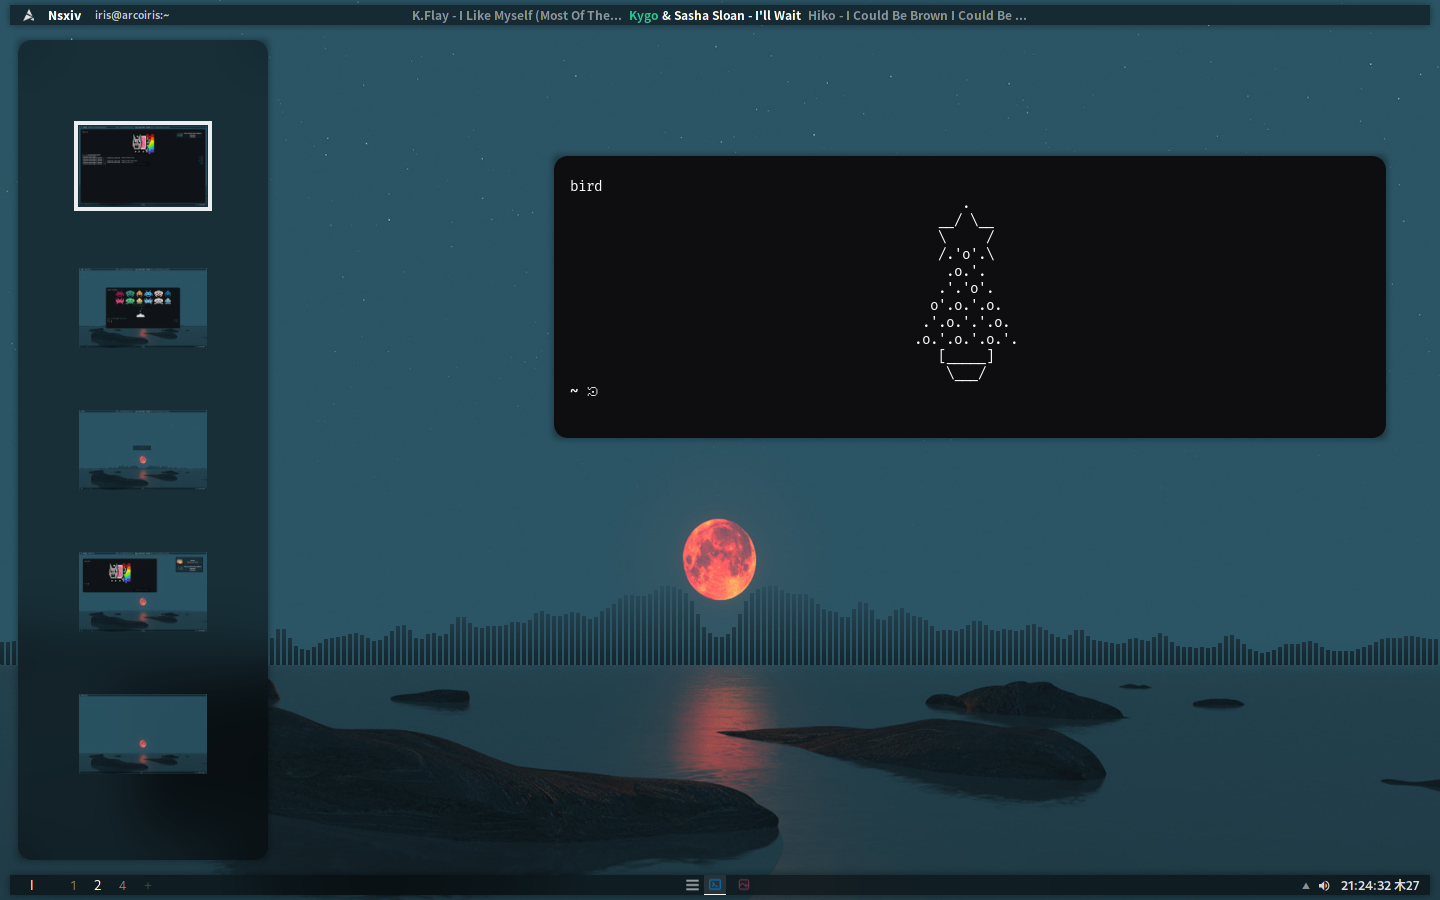 Nsxiv iris@arcoiris:~ K.Flay - I Like Myself (Most Of The... Kygo & Sasha Sloan - I'll Wait Hiko - I Could Be Brown I Could Be ...
bird
.
__/ \__
\     /
/.'o'.\
.o.'.
.'.'o'.
o'.o.'.o.
.'.o.'.'.o.
.o.'.o.'.o.'.
[_____]
\___/
~
I 1 2 4 + 21:24:32 木27